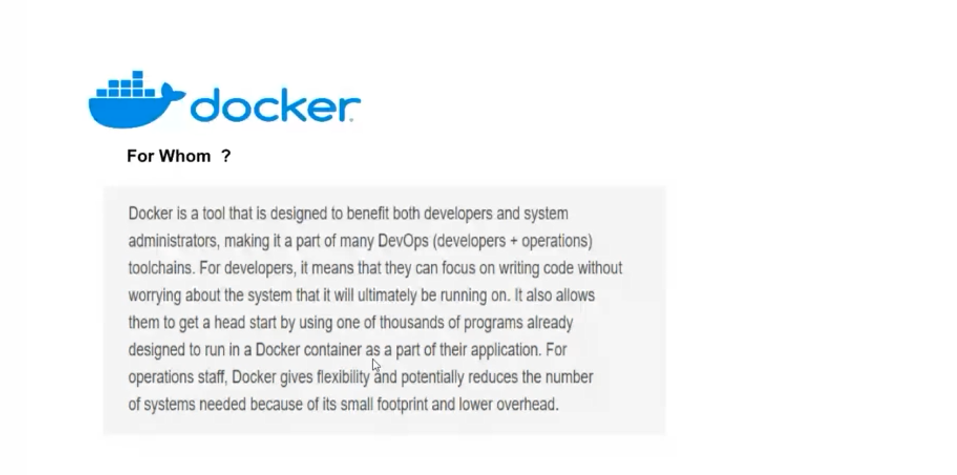 docker
For Whom ?
Docker is a tool that is designed to benefit both developers and system
administrators, making it a part of many DevOps (developers + operations)
toolchains. For developers, it means that they can focus on writing code without
worrying about the system that it will ultimately be running on. It also allows
them to get a head start by using one of thousands of programs already
designed to run in a Docker container as a part of their application. For
operations staff, Docker gives flexibility and potentially reduces the number
of systems needed because of its small footprint and lower overhead.